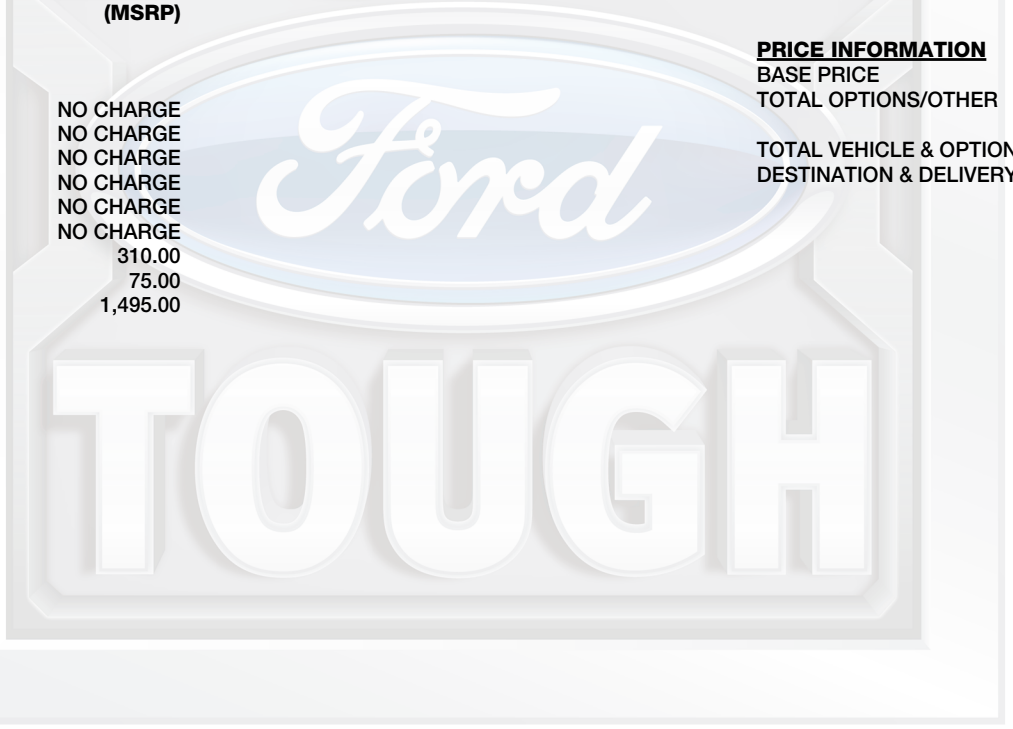 (MSRP)
NO CHARGE
NO CHARGE
NO CHARGE
NO CHARGE
NO CHARGE
NO CHARGE
310.00
75.00
1,495.00
PRICE INFORMATION
BASE PRICE
TOTAL OPTIONS/OTHER
TOTAL VEHICLE & OPTION
DESTINATION & DELIVERY
Ford
TOUGH